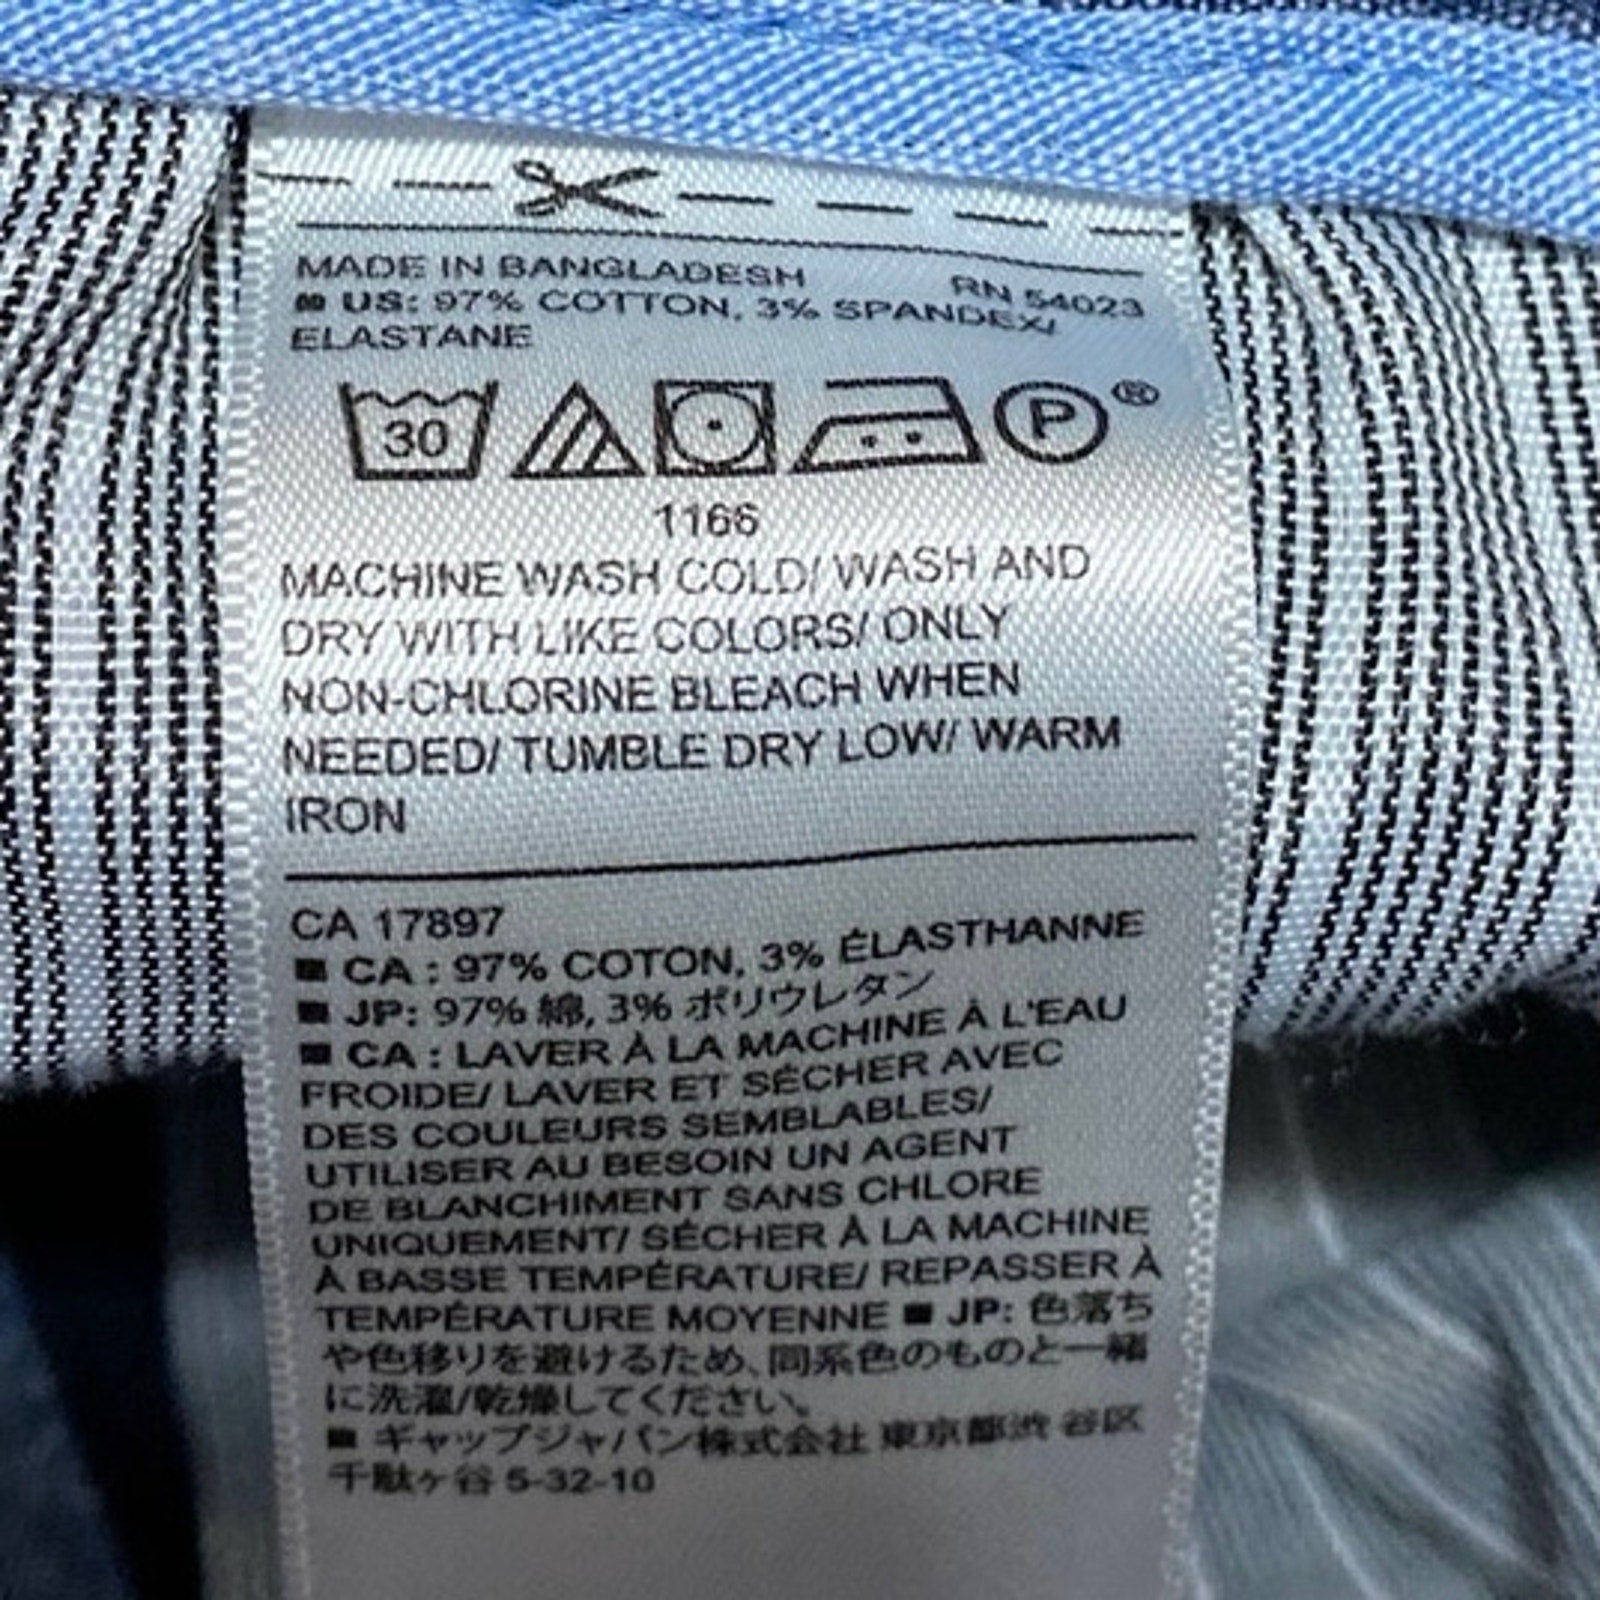 MADE IN BANGLADESH RN 54023
■ US: 97% COTTON, 3% SPANDEX/
ELASTANE
30 P ®
1166
MACHINE WASH COLD/ WASH AND
DRY WITH LIKE COLORS/ ONLY
NON-CHLORINE BLEACH WHEN
NEEDED/ TUMBLE DRY LOW/ WARM
IRON
CA 17897
■ CA : 97% COTON, 3% ÉLASTHANNE
■ JP: 97% 綿, 3% ポリウレタン
■ CA : LAVER À LA MACHINE À L'EAU
FROIDE/ LAVER ET SÉCHER AVEC
DES COULEURS SEMBLABLES/
UTILISER AU BESOIN UN AGENT
DE BLANCHIMENT SANS CHLORE
UNIQUEMENT/ SÉCHER À LA MACHINE
À BASSE TEMPÉRATURE/ REPASSER À
TEMPÉRATURE MOYENNE ■ JP: 色落ち
や色移りを避けるため、同系色のものと一緒
に洗濯/乾燥してください。
■ ギャップジャパン株式会社 東京都渋谷区
千駄ヶ谷 5-32-10